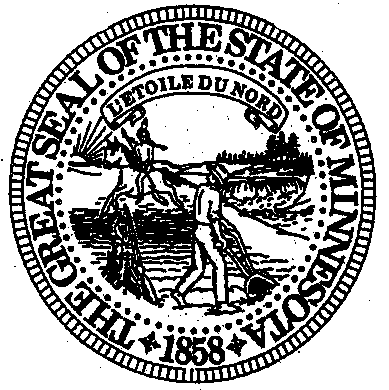 THE GREAT SEAL OF THE STATE OF MINNESOTA
L'ETOILE DU NORD
1858